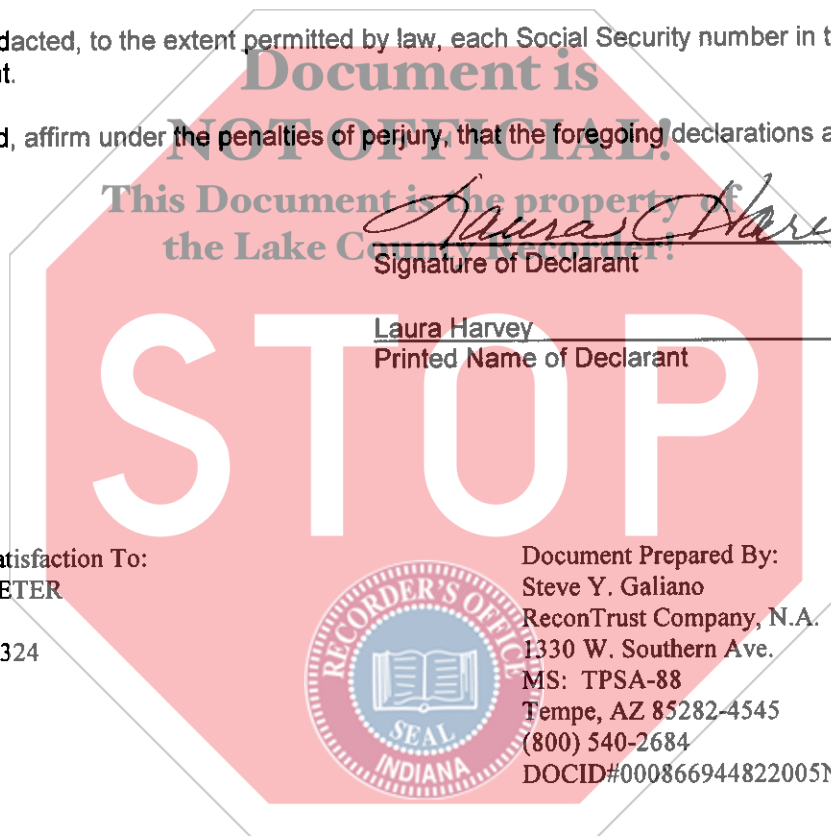 dacted, to the extent permitted by law, each Social Security number in t
t.
Document is
d, affirm under the penalties of perjury, that the foregoing declarations a
NOT OFFICIAL!
This Document is the property of
the Lake County Recorder!
Laura C Harv
Signature of Declarant
Laura Harvey
Printed Name of Declarant
STOP
atisfaction To:
ETER
324
Document Prepared By:
Steve Y. Galiano
ReconTrust Company, N.A.
1330 W. Southern Ave.
MS: TPSA-88
Tempe, AZ 85282-4545
(800) 540-2684
DOCID#000866944822005N
RECORDER'S OFFICE
SEAL
INDIANA